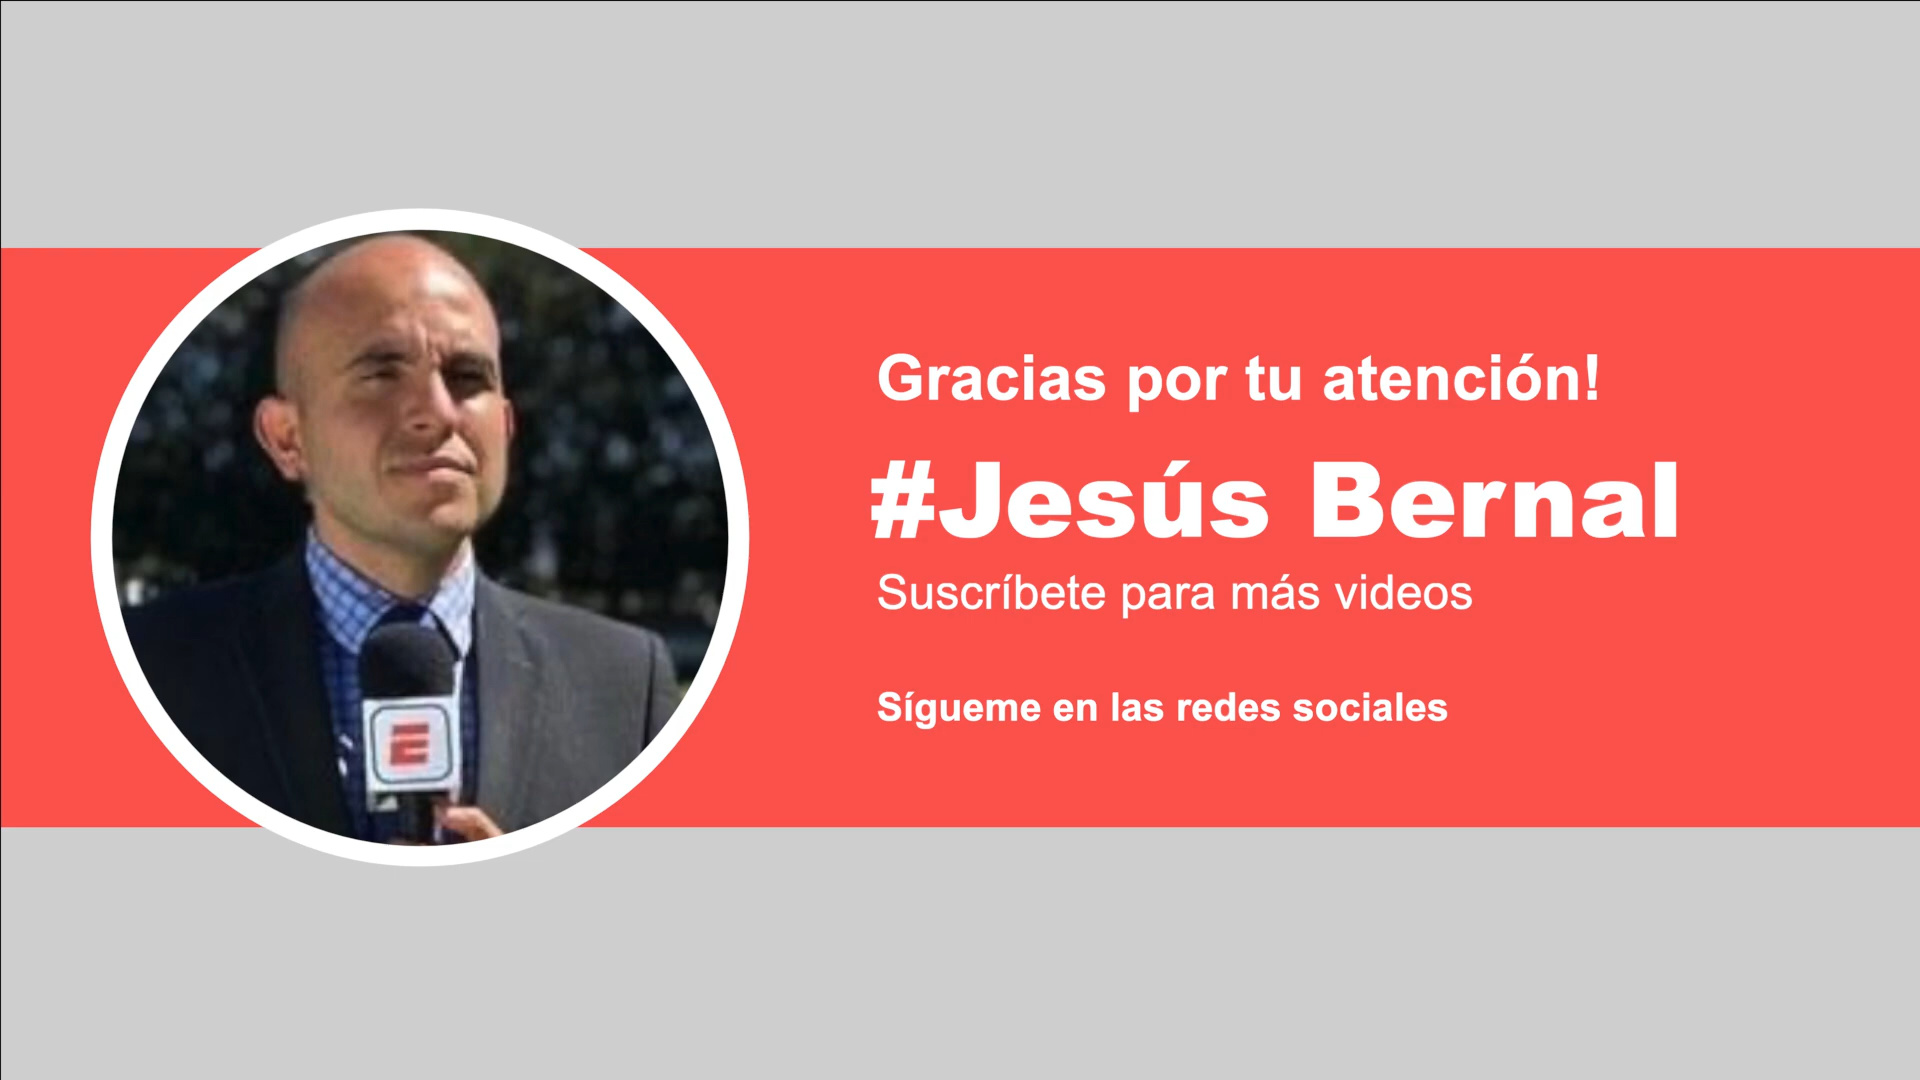 Gracias por tu atención!
#Jesús Bernal
Suscríbete para más videos
Sígueme en las redes sociales
E